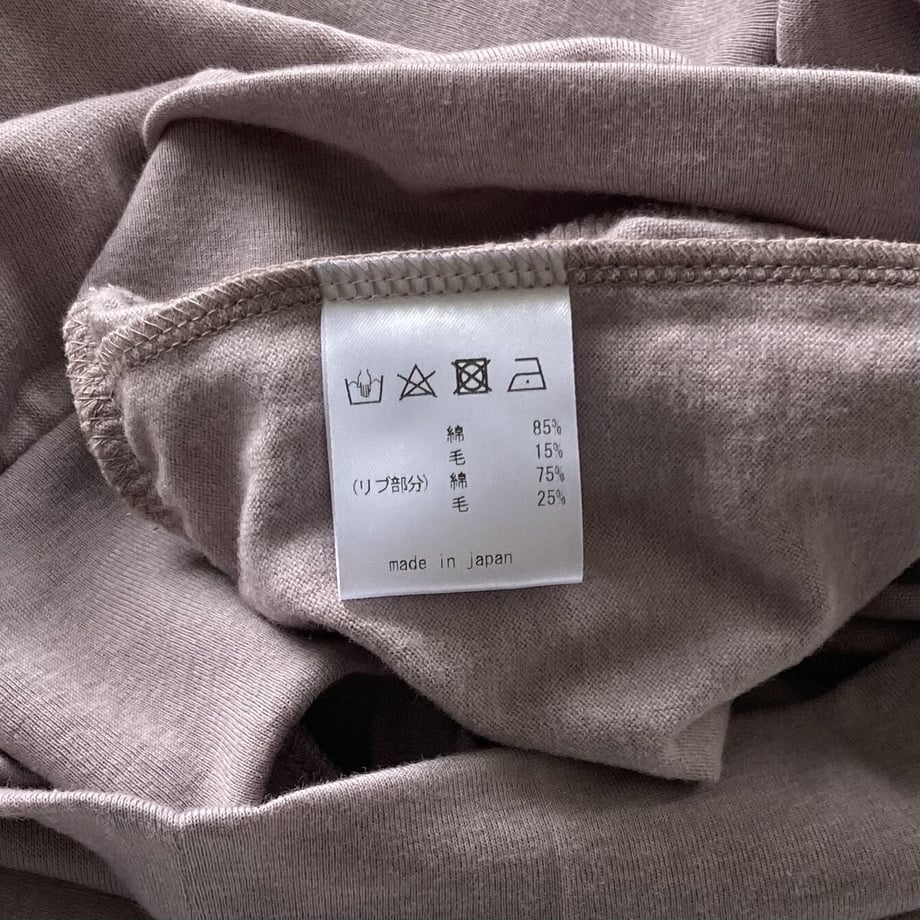 綿 85%
毛 15%
(リブ部分) 綿 75%
毛 25%
made in japan